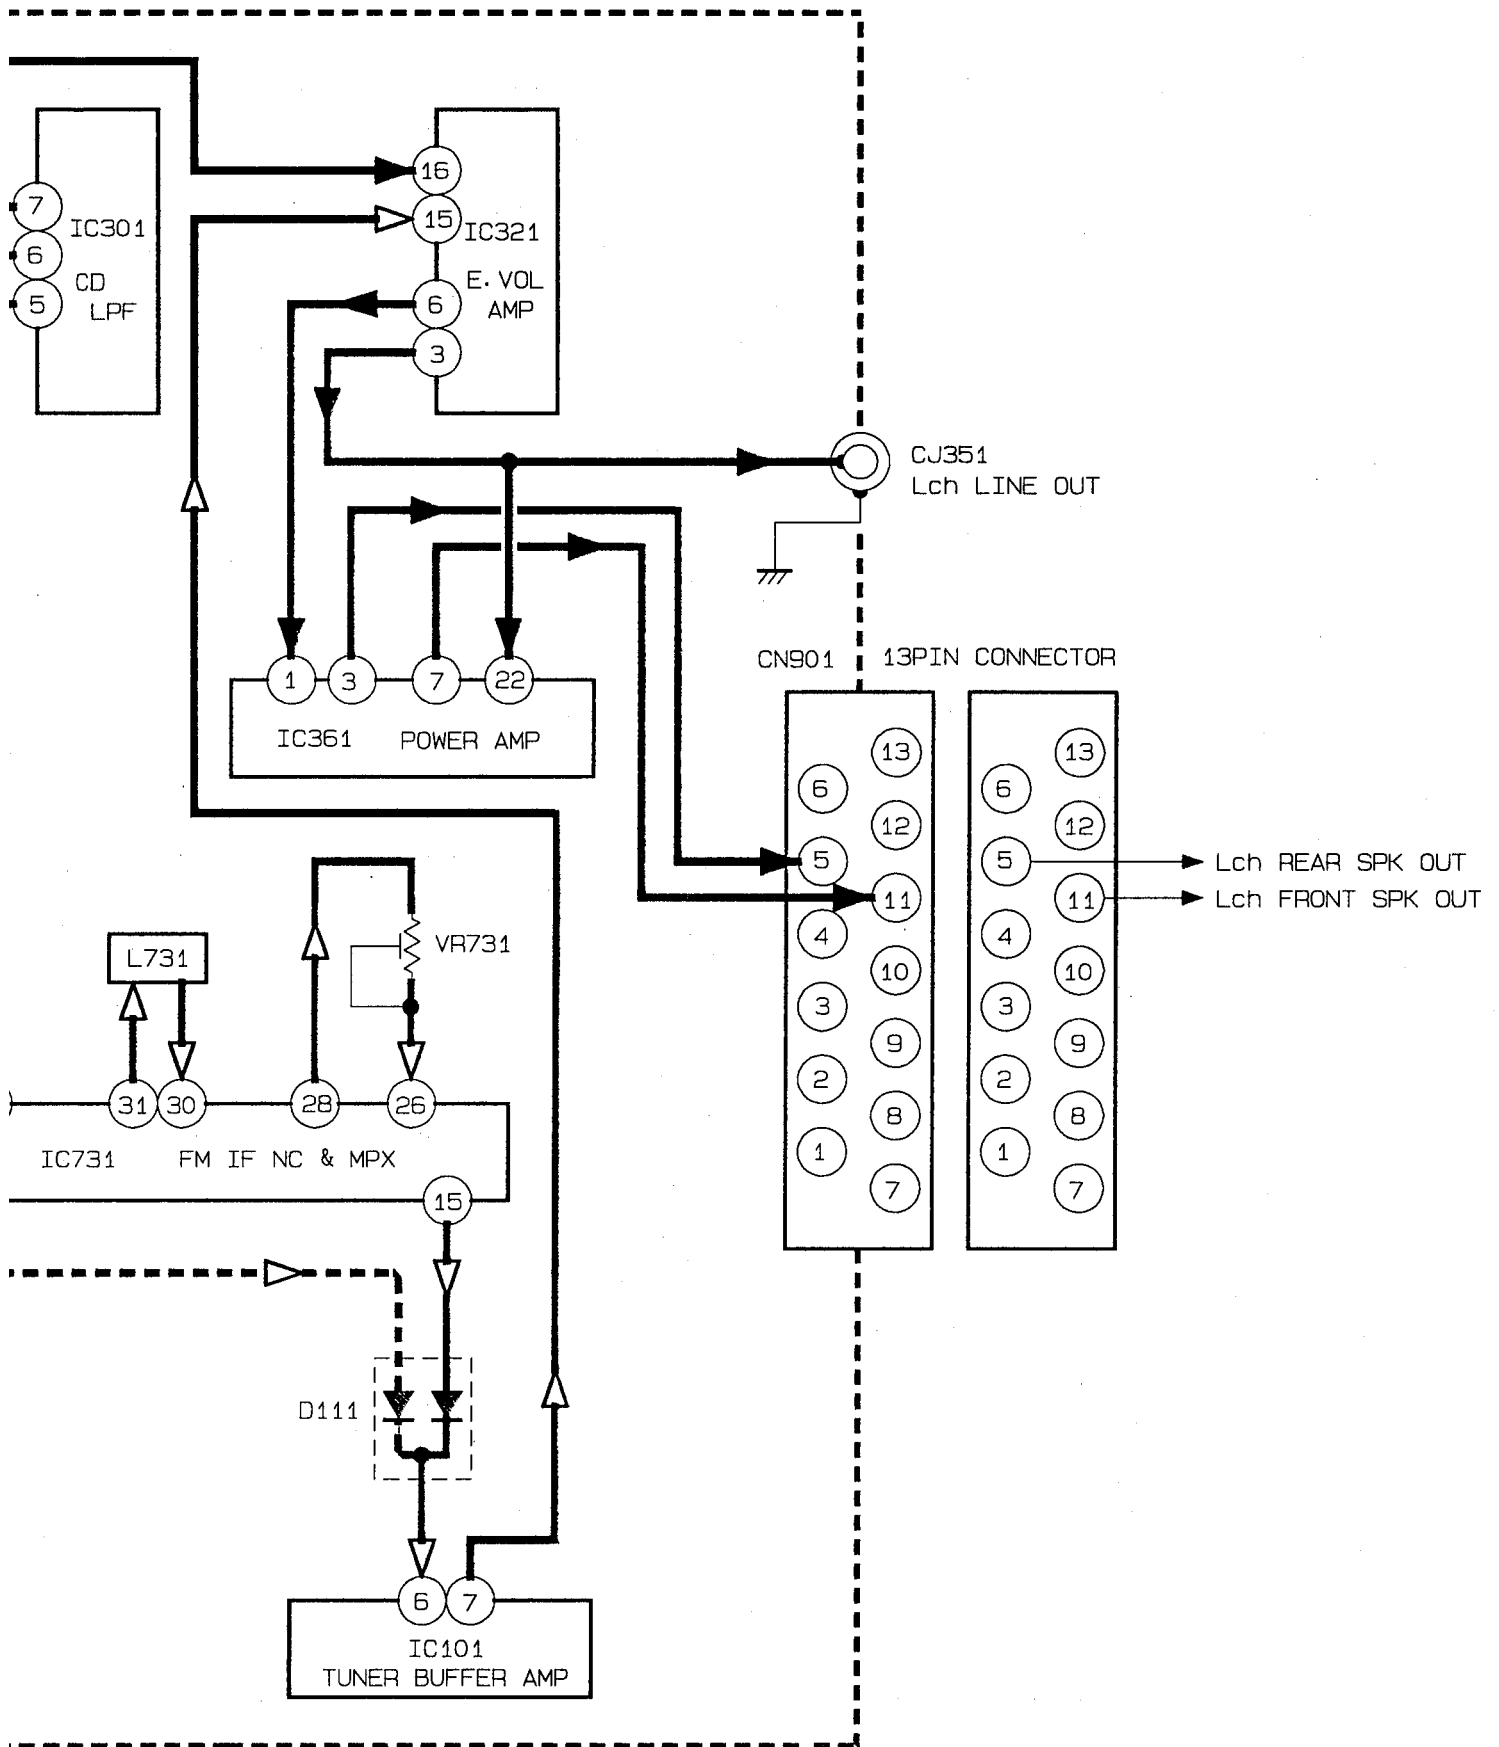 16
7
IC301
15
IC321
6
CD
LPF
5
E. VOL
AMP
6
3
CJ351
Lch LINE OUT
CN901
13PIN CONNECTOR
1
3
7
22
IC361
POWER AMP
13
6
12
5
11
4
10
3
9
2
8
1
7
13
6
12
5
11
4
10
3
9
2
8
1
7
Lch REAR SPK OUT
Lch FRONT SPK OUT
VR731
L731
31
30
28
26
IC731
FM IF NC & MPX
15
D111
6
7
IC101
TUNER BUFFER AMP